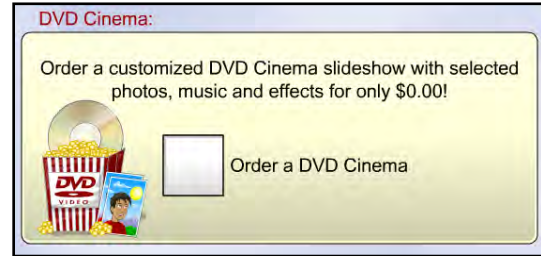 DVD Cinema:
Order a customized DVD Cinema slideshow with selected
photos, music and effects for only $0.00!
Order a DVD Cinema
DVD
VIDEO